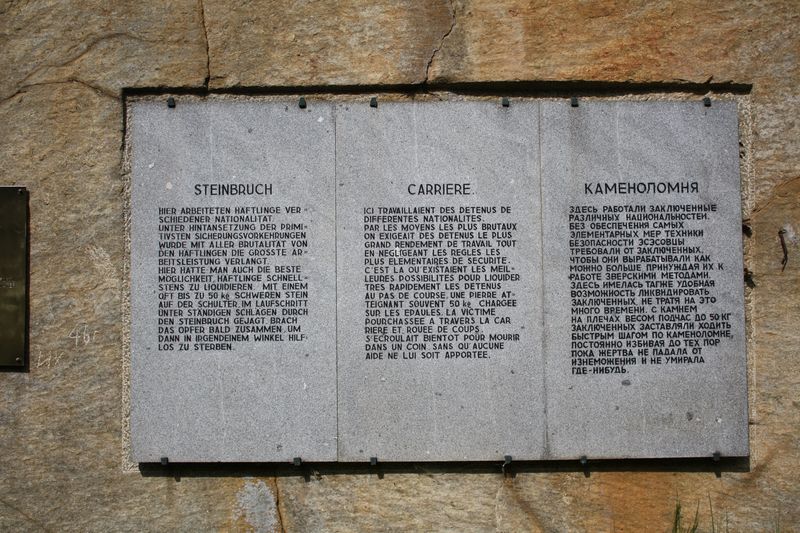 STEINBRUCH
HIER ARBEITETEN HÄFTLINGE VER-
SCHIEDENER NATIONALITÄT.
UNTER HINTANSETZUNG DER PRIMI-
TIVSTEN SICHERUNGSVORKEHRUNGEN
WURDE MIT ALLER BRUTALITÄT VON
DEN HÄFTLINGEN DIE GRÖSSTE AR-
BEITSLEISTUNG VERLANGT.
HIER HATTE MAN AUCH DIE BESTE
MÖGLICHKEIT HÄFTLINGE SCHNELL-
STENS ZU LIQUIDIEREN. MIT EINEM
OFT BIS ZU 50 kg SCHWEREN STEIN
AUF DER SCHULTER, IM LAUFSCHRITT
UNTER STÄNDIGEN SCHLÄGEN DURCH
DEN STEINBRUCH GEJAGT, BRACH
DAS OPFER BALD ZUSAMMEN, UM
DANN IN IRGENDEINEM WINKEL HILF-
LOS ZU STERBEN.
CARRIERE.
ICI TRAVAILLAIENT DES DETENUS DE
DIFFERENTES NATIONALITES.
PAR LES MOYENS LES PLUS BRUTAUX
ON EXIGEAIT DES DETENUS LE PLUS
GRAND RENDEMENT DE TRAVAIL TOUT
EN NEGLIGEANT LES REGLES LES
PLUS ELEMENTAIRES DE SECURITE.
C'EST LA QU'EXISTAIENT LES MEIL-
LEURES POSSIBILITES POUR LIQUIDER
TRES RAPIDEMENT LES DETENUS
AU PAS DE COURSE, UNE PIERRE AT-
TEIGNANT SOUVENT 50 kg CHARGEE
SUR LES EPAULES. LA VICTIME
POURCHASSEE A TRAVERS LA CAR
RIERE ET, ROUEE DE COUPS,
S'ECROULAIT BIENTOT POUR MOURIR
DANS UN COIN, SANS QU'AUCUNE
AIDE NE LUI SOIT APPORTEE.
КАМЕНОЛОМНЯ
ЗДЕСЬ РАБОТАЛИ ЗАКЛЮЧЕННЫЕ
РАЗЛИЧНЫХ НАЦИОНАЛЬНОСТЕЙ.
БЕЗ ОБЕСПЕЧЕНИЯ САМЫХ
ЭЛЕМЕНТАРНЫХ МЕР ТЕХНИКИ
БЕЗОПАСНОСТИ ЭСЭСОВЦЫ
ТРЕБОВАЛИ ОТ ЗАКЛЮЧЕННЫХ,
ЧТОБЫ ОНИ ВЫРАБАТЫВАЛИ КАК
МОЖНО БОЛЬШЕ ПРИНУЖДАЯ ИХ К
РАБОТЕ ЗВЕРСКИМИ МЕТОДАМИ.
ЗДЕСЬ ИМЕЛАСЬ ТАГЖЕ УДОБНАЯ
ВОЗМОЖНОСТЬ ЛИКВИДИРОВАТЬ
ЗАКЛЮЧЕННЫХ, НЕ ТРАТЯ НА ЭТО
МНОГО ВРЕМЕНИ. С КАМНЕМ
НА ПЛЕЧАХ ВЕСОМ ПОДЧАС ДО 50 КГ
ЗАКЛЮЧЕННЫХ ЗАСТАВЛЯЛИ ХОДИТЬ
БЫСТРЫМ ШАГОМ ПО КАМЕНОЛОМНЕ,
ПОСТОЯННО ИЗБИВАЯ ДО ТЕХ ПОР
ПОКА ЖЕРТВА НЕ ПАДАЛА ОТ
ИЗНЕМОЖЕНИЯ И НЕ УМИРАЛА
ГДЕ-НИБУДЬ.